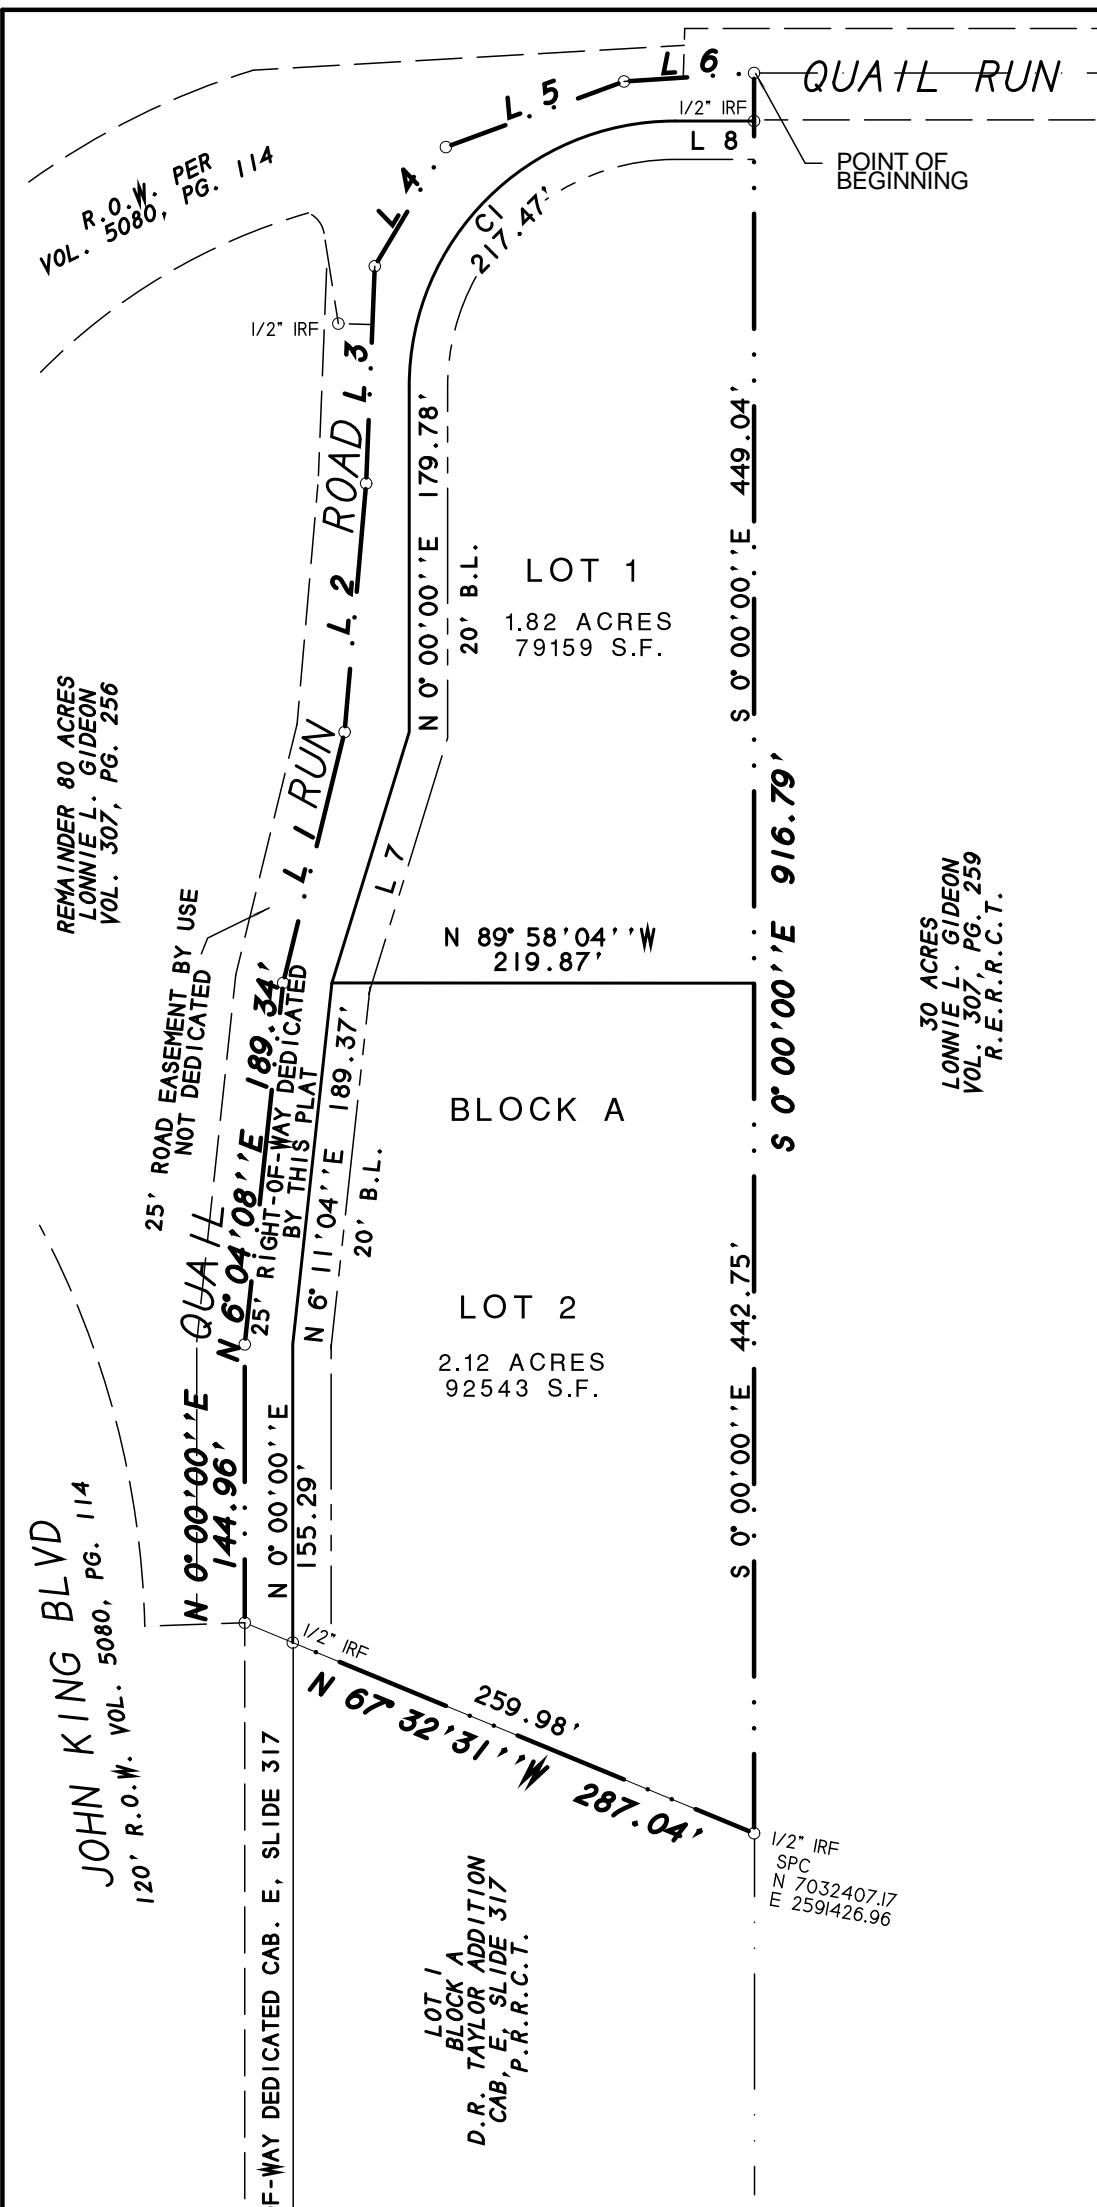 QUAIL RUN
L 6
L 5
1/2" IRF
L 8
POINT OF
BEGINNING
L 4
R.O.W. PER
VOL. 5080, PG. 114
C1
217.47'
1/2" IRF
L 3
N 0°00'00''E 179.78'
20' B.L.
S 0°00'00''E 449.04'
L 2
LOT 1
1.82 ACRES
79159 S.F.
QUAIL RUN ROAD
REMAINDER 80 ACRES
LONNIE L. GIDEON
VOL. 307, PG. 256
L 1
L 7
S 0°00'00''E 916.79'
30 ACRES
LONNIE L. GIDEON
VOL. 307, PG. 259
R.E.R.R.C.T.
N 89°58'04''W
219.87'
25' ROAD EASEMENT BY USE
NOT DEDICATED
N 6°04'08''E 189.34'
25' RIGHT-OF-WAY DEDICATED
BY THIS PLAT
N 6°11'04''E 189.37'
20' B.L.
BLOCK A
LOT 2
2.12 ACRES
92543 S.F.
S 0°00'00''E 442.75'
N 0°00'00''E
144.96'
N 0°00'00''E
155.29'
JOHN KING BLVD
120' R.O.W. VOL. 5080, PG. 114
1/2" IRF
259.98'
N 67°32'31''W 287.04'
1/2" IRF
SPC
N 7032407.17
E 2591426.96
F-WAY DEDICATED CAB. E, SLIDE 317
LOT 1
BLOCK A
D.R. TAYLOR ADDITION
CAB, E, SLIDE 317
P.R.R.C.T.